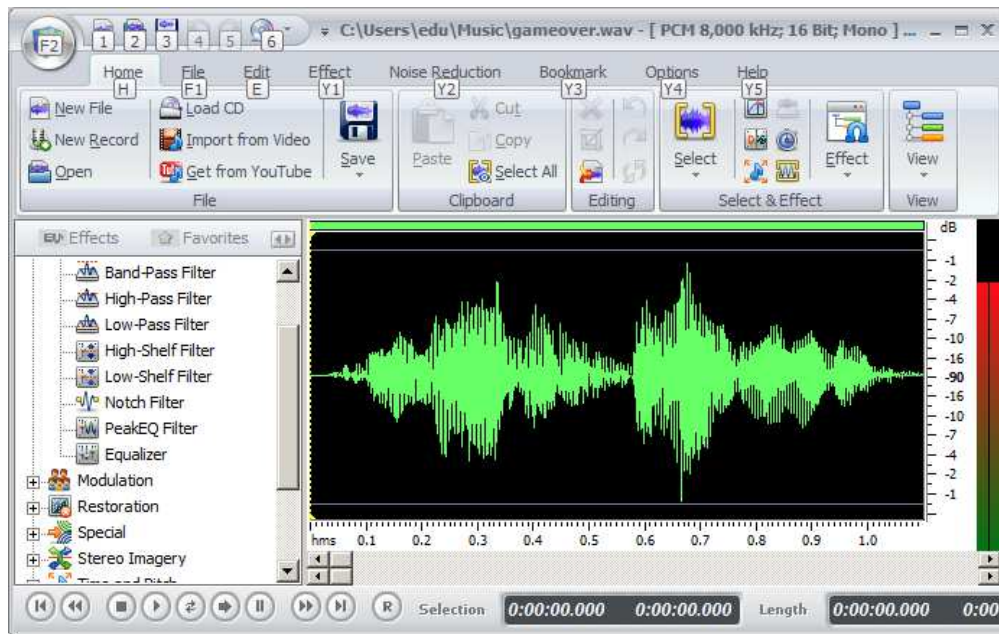 C:\Users\edu\Music\gameover.wav - [ PCM 8,000 kHz; 16 Bit; Mono ] ...
F2 1 2 3 4 5 6
Home File Edit Effect Noise Reduction Bookmark Options Help
H F1 E Y1 Y2 Y3 Y4 Y5
New File Load CD
New Record Import from Video
Open Get from YouTube
Save
File
Paste
Cut
Copy
Select All
Clipboard
Editing
Select
Effect
Select & Effect
View
View
Effects Favorites
Band-Pass Filter
High-Pass Filter
Low-Pass Filter
High-Shelf Filter
Low-Shelf Filter
Notch Filter
PeakEQ Filter
Equalizer
Modulation
Restoration
Special
Stereo Imagery
Time and Pitch
dB
-1
-2
-4
-7
-10
-16
-90
-16
-10
-7
-4
-2
-1
hms 0.1 0.2 0.3 0.4 0.5 0.6 0.7 0.8 0.9 1.0
R Selection 0:00:00.000 0:00:00.000 Length 0:00:00.000 0:00